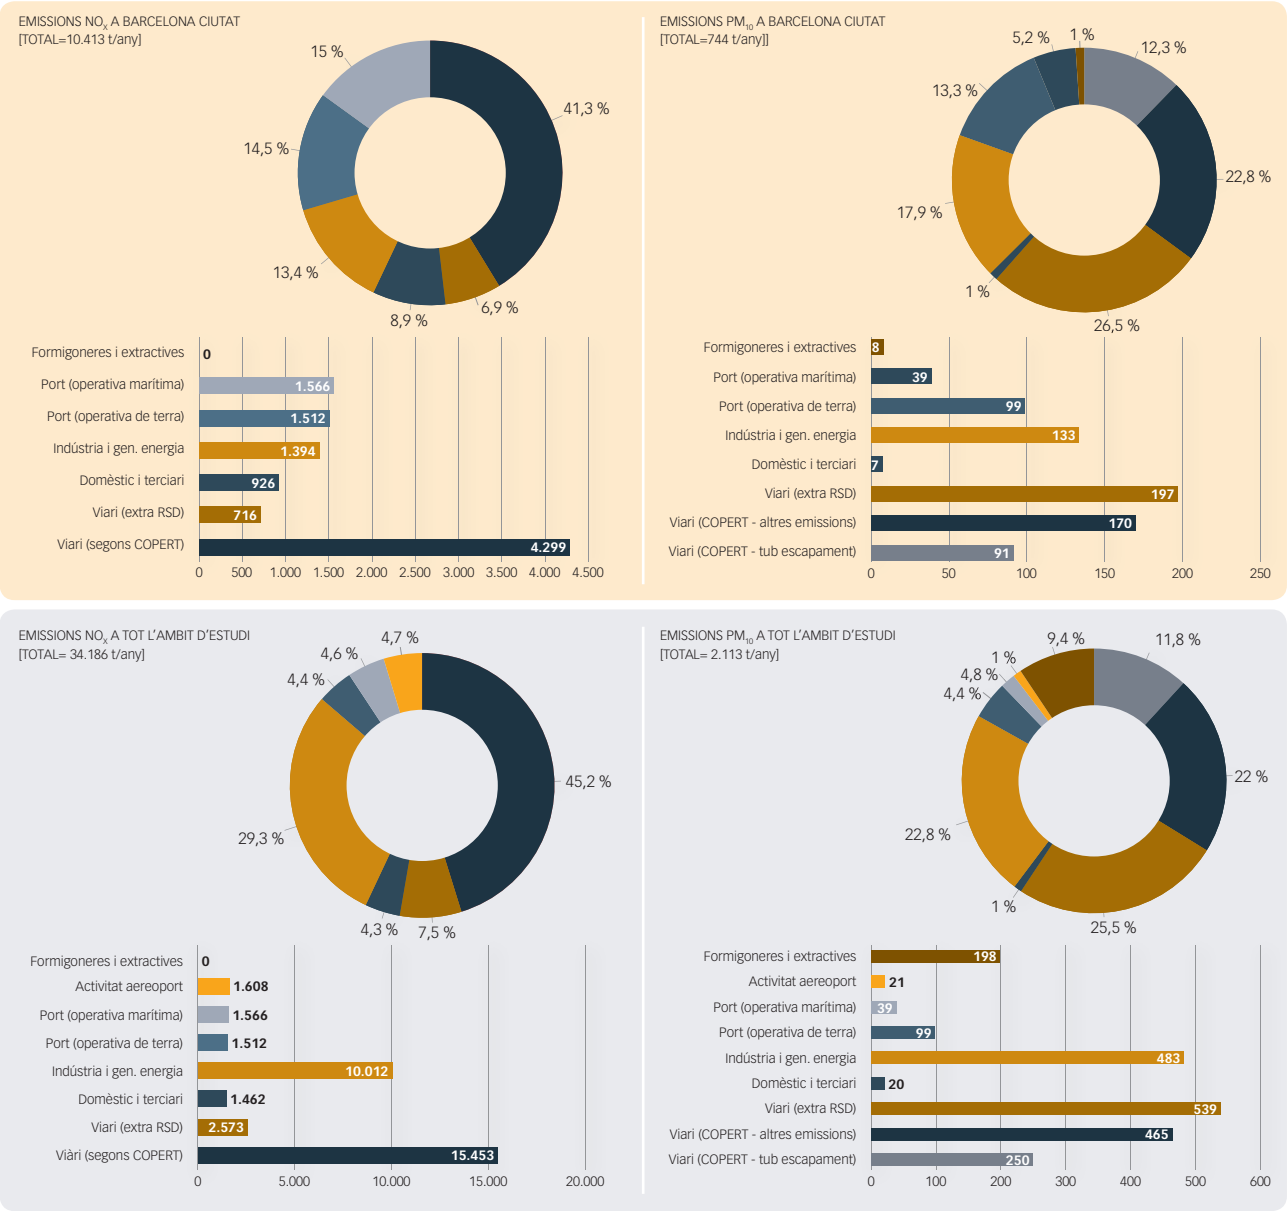 EMISSIONS NOₓ A BARCELONA CIUTAT
[TOTAL=10.413 t/any]
15 %
41,3 %
14,5 %
13,4 %
8,9 %
6,9 %
Formigoneres i extractives 0
Port (operativa marítima) 1.566
Port (operativa de terra) 1.512
Indústria i gen. energia 1.394
Domèstic i terciari 926
Viari (extra RSD) 716
Viari (segons COPERT) 4.299
0 500 1.000 1.500 2.000 2.500 3.000 3.500 4.000 4.500
EMISSIONS PM₁₀ A BARCELONA CIUTAT
[TOTAL=744 t/any]]
5,2 %
1 %
12,3 %
13,3 %
22,8 %
17,9 %
1 %
26,5 %
Formigoneres i extractives 8
Port (operativa marítima) 39
Port (operativa de terra) 99
Indústria i gen. energia 133
Domèstic i terciari 7
Viari (extra RSD) 197
Viari (COPERT - altres emissions) 170
Viari (COPERT - tub escapament) 91
0 50 100 150 200 250
EMISSIONS NOₓ A TOT L'AMBIT D'ESTUDI
[TOTAL= 34.186 t/any]
4,7 %
4,6 %
4,4 %
45,2 %
29,3 %
4,3 %
7,5 %
Formigoneres i extractives 0
Activitat aereoport 1.608
Port (operativa marítima) 1.566
Port (operativa de terra) 1.512
Indústria i gen. energia 10.012
Domèstic i terciari 1.462
Viari (extra RSD) 2.573
Viàri (segons COPERT) 15.453
0 5.000 10.000 15.000 20.000
EMISSIONS PM₁₀ A TOT L'AMBIT D'ESTUDI
[TOTAL= 2.113 t/any]
9,4 %
11,8 %
1 %
4,8 %
4,4 %
22 %
22,8 %
1 %
25,5 %
Formigoneres i extractives 198
Activitat aereoport 21
Port (operativa marítima) 39
Port (operativa de terra) 99
Indústria i gen. energia 483
Domèstic i terciari 20
Viari (extra RSD) 539
Viari (COPERT - altres emissions) 465
Viari (COPERT - tub escapament) 250
0 100 200 300 400 500 600